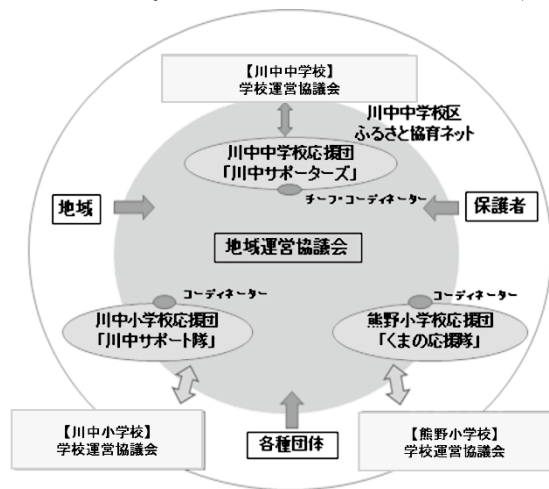 【川中中学校】
学校運営協議会
川中中学校区
ふるさと協育ネット
川中中学校応援団
「川中サポーターズ」
チーフ・コーディネーター
地域
保護者
地域運営協議会
コーディネーター
川中小学校応援団
「川中サポート隊」
コーディネーター
熊野小学校応援団
「くまの応援隊」
【川中小学校】
学校運営協議会
各種団体
【熊野小学校】
学校運営協議会